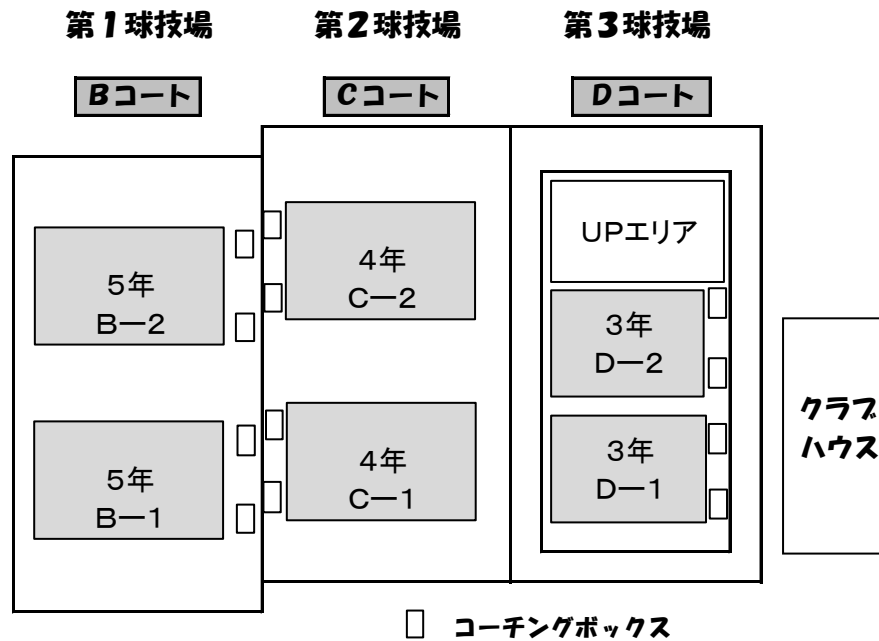 第1球技場
第2球技場
第3球技場
Bコート
Cコート
Dコート
UPエリア
5年
B－2
4年
C－2
3年
D－2
クラブ
ハウス
5年
B－1
4年
C－1
3年
D－1
コーチングボックス